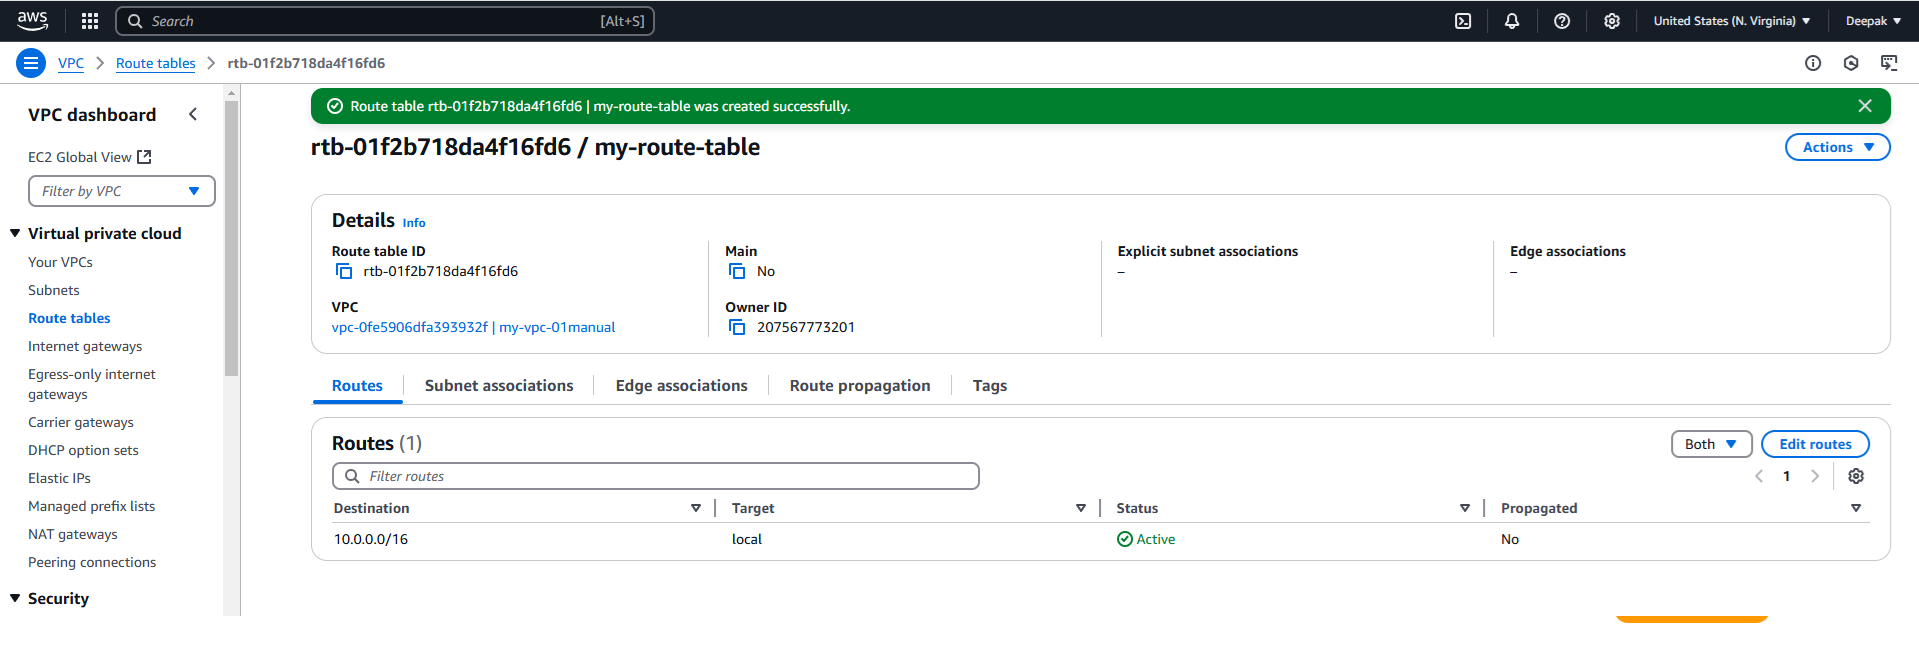 aws Search [Alt+S] United States (N. Virginia) Deepak
VPC Route tables rtb-01f2b718da4f16fd6
VPC dashboard
EC2 Global View
Filter by VPC
Virtual private cloud
Your VPCs
Subnets
Route tables
Internet gateways
Egress-only internet
gateways
Carrier gateways
DHCP option sets
Elastic IPs
Managed prefix lists
NAT gateways
Peering connections
Security
Route table rtb-01f2b718da4f16fd6 | my-route-table was created successfully.
rtb-01f2b718da4f16fd6 / my-route-table
Actions
Details Info
Route table ID
rtb-01f2b718da4f16fd6
VPC
vpc-0fe5906dfa393932f | my-vpc-01manual
Main
No
Owner ID
207567773201
Explicit subnet associations
–
Edge associations
–
Routes Subnet associations Edge associations Route propagation Tags
Routes (1)
Both Edit routes
Filter routes
1
Destination Target Status Propagated
10.0.0.0/16 local Active No